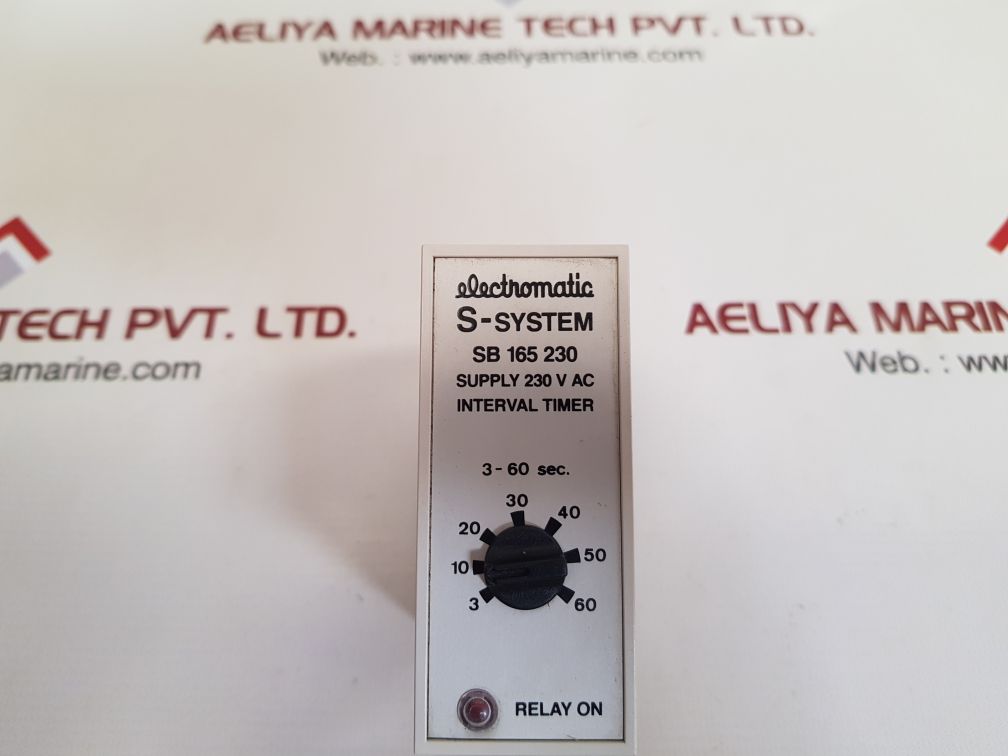 AELIYA MARINE TECH PVT. LTD.
Web. : www.aeliyamarine.com
TECH PVT. LTD.
amarine.com
AELIYA MARIN
Web. : ww
electromatic
S-SYSTEM
SB 165 230
SUPPLY 230 V AC
INTERVAL TIMER
3-60 sec.
30
20
40
10
50
3
60
RELAY ON